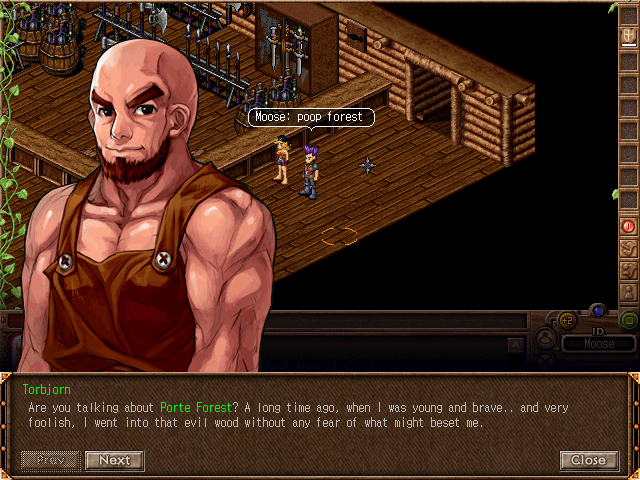 Moose: poop forest
+2
ID
Moose
Torbjorn
Are you talking about Porte Forest? A long time ago, when I was young and brave.. and very
foolish, I went into that evil wood without any fear of what might beset me.
Prev
Next
Close